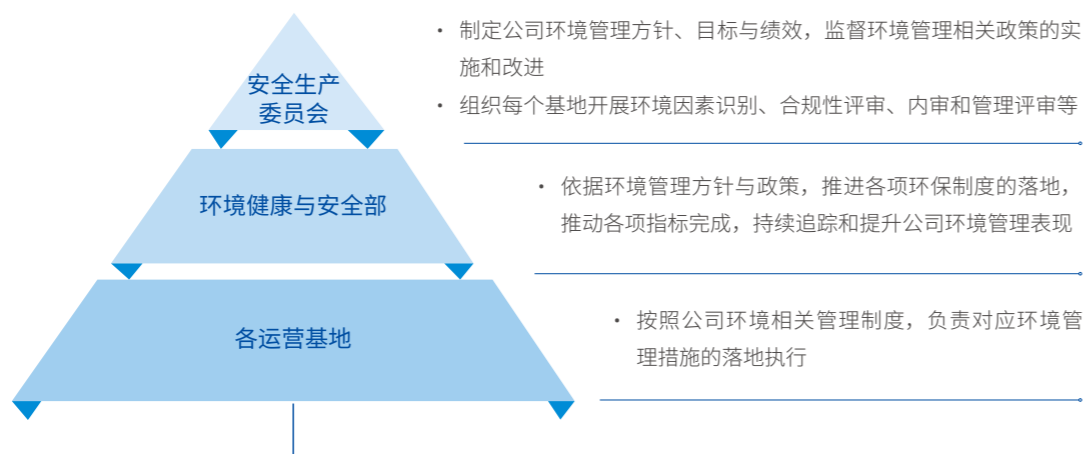 安全生产
委员会
• 制定公司环境管理方针、目标与绩效，监督环境管理相关政策的实
施和改进
• 组织每个基地开展环境因素识别、合规性评审、内审和管理评审等
环境健康与安全部
• 依据环境管理方针与政策，推进各项环保制度的落地，
推动各项指标完成，持续追踪和提升公司环境管理表现
各运营基地
• 按照公司环境相关管理制度，负责对应环境管
理措施的落地执行